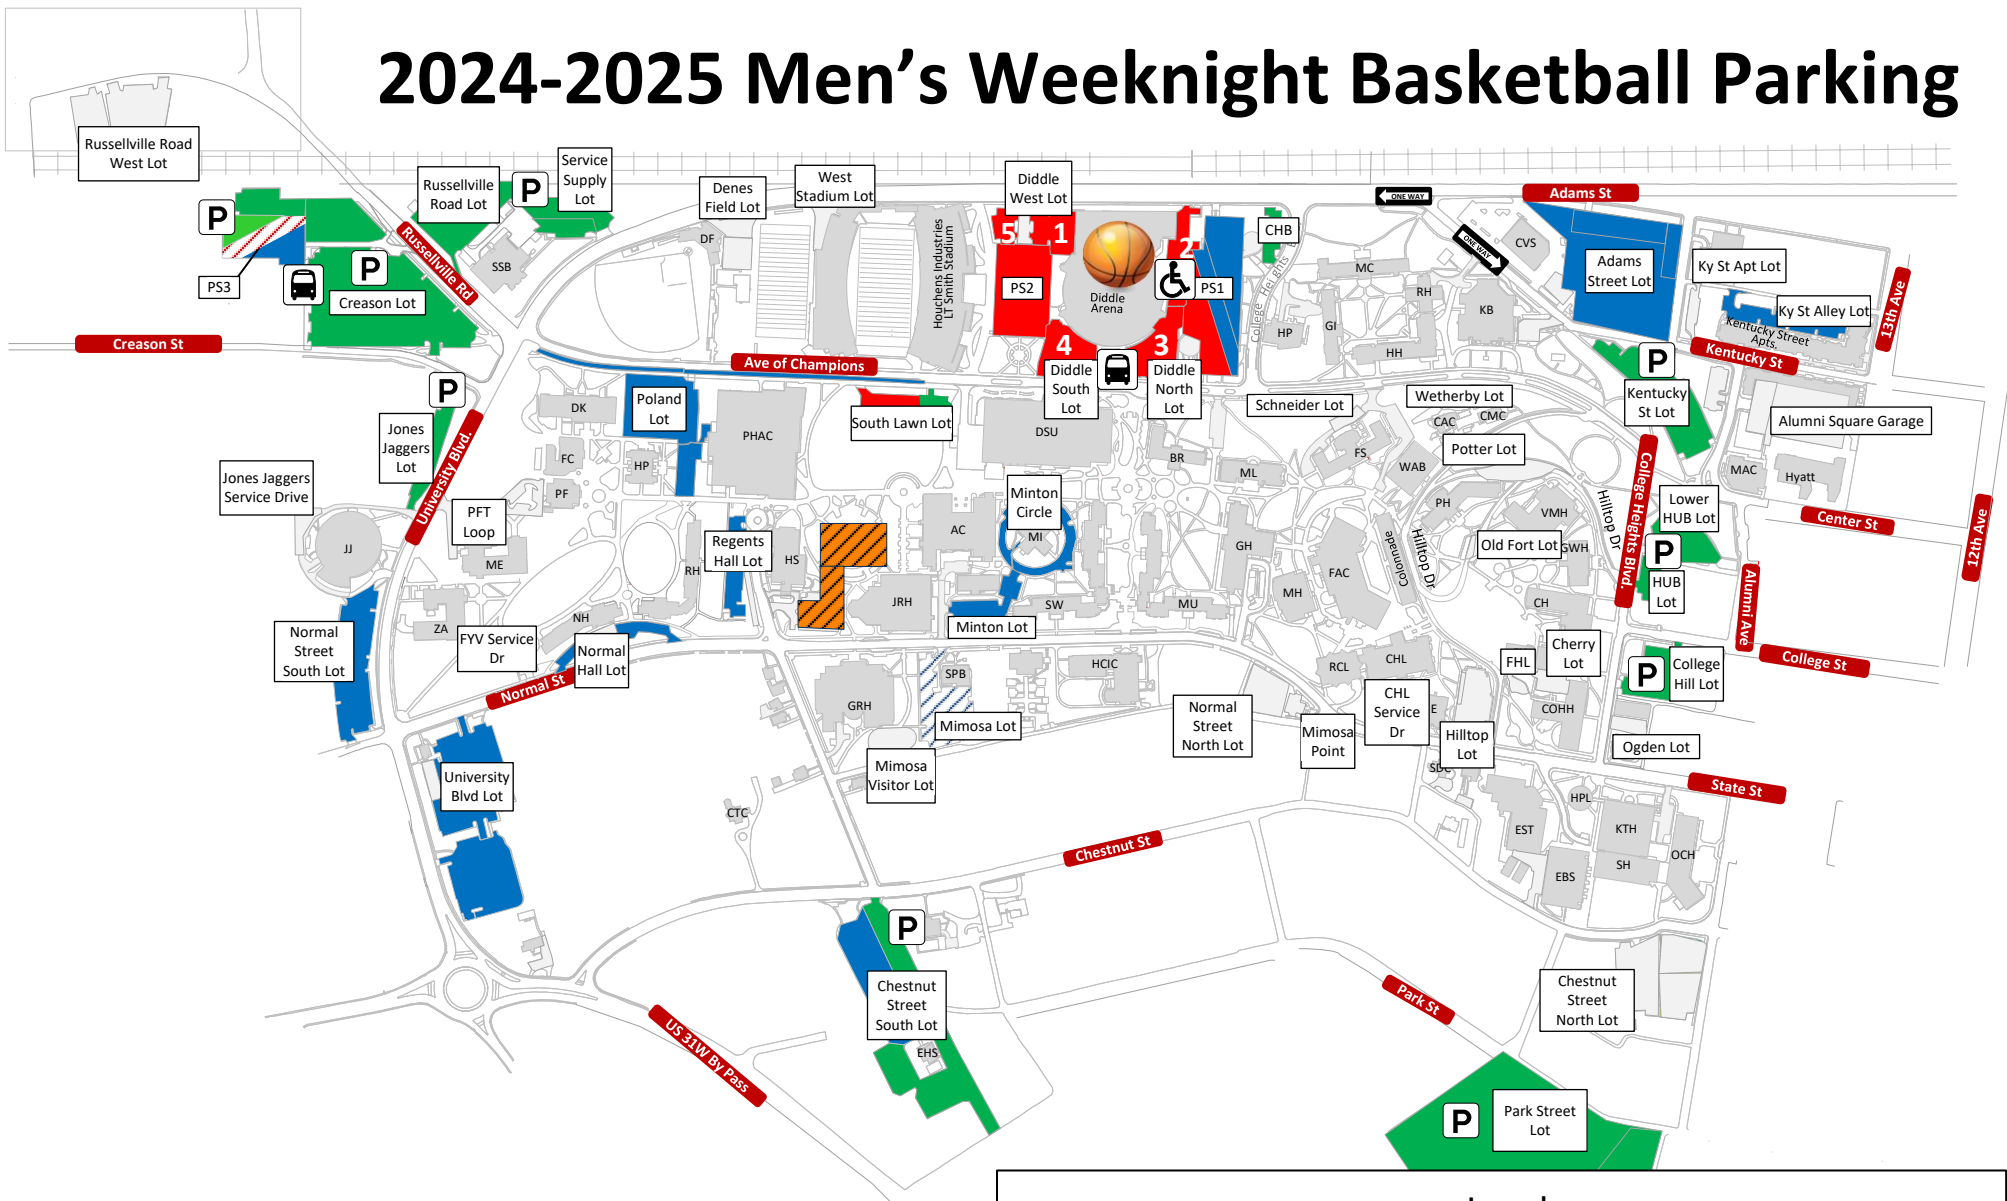 2024-2025 Men's Weeknight Basketball Parking
Russellville Road
West Lot
Russellville
Road Lot
P
Service
Supply
Lot
Denes
Field Lot
West
Stadium Lot
Diddle
West Lot
ONE WAY
Adams St
P
PS3
Russellville Rd
P
Creason Lot
SSB
DF
Houchens Industries
LT Smith Stadium
5
1
2
PS2
Diddle
Arena
PS1
CHB
College Heights
ONE WAY
CVS
MC
RH
KB
GI
HP
HH
Adams
Street Lot
Ky St Apt Lot
Ky St Alley Lot
Kentucky Street
Apts.
13th Ave
Creason St
Ave of Champions
4
3
Kentucky St
P
P
Jones
Jaggers
Lot
University Blvd.
DK
Poland
Lot
PHAC
South Lawn Lot
Diddle
South
Lot
Diddle
North
Lot
DSU
Schneider Lot
Wetherby Lot
CAC
CMC
Potter Lot
Kentucky
St Lot
Alumni Square Garage
Jones Jaggers
Service Drive
FC
HP
PF
BR
ML
FS
WAB
PH
MAC
Hyatt
College Heights Blvd.
PFT
Loop
Minton
Circle
MI
AC
VMH
Hilltop Dr
Lower
HUB Lot
Center St
12th Ave
JJ
ME
RH
Regents
Hall Lot
HS
GH
FAC
Colonnade
Hilltop Dr
Old Fort Lot
GWH
P
HUB
Lot
Alumni Ave
JRH
SW
MU
MH
CH
ZA
NH
Normal
Street
South Lot
FYV Service
Dr
Normal
Hall Lot
Minton Lot
Normal St
SPB
HCIC
RCL
CHL
FHL
Cherry
Lot
P
College
Hill Lot
College St
GRH
Mimosa Lot
Normal
Street
North Lot
Mimosa
Point
CHL
Service
Dr
E
Hilltop
Lot
COHH
Ogden Lot
University
Blvd Lot
Mimosa
Visitor Lot
SDC
State St
CTC
HPL
EST
KTH
SH
OCH
EBS
Chestnut St
P
Chestnut
Street
South Lot
EHS
US 31W By Pass
Park St
Chestnut
Street
North Lot
P
Park Street
Lot